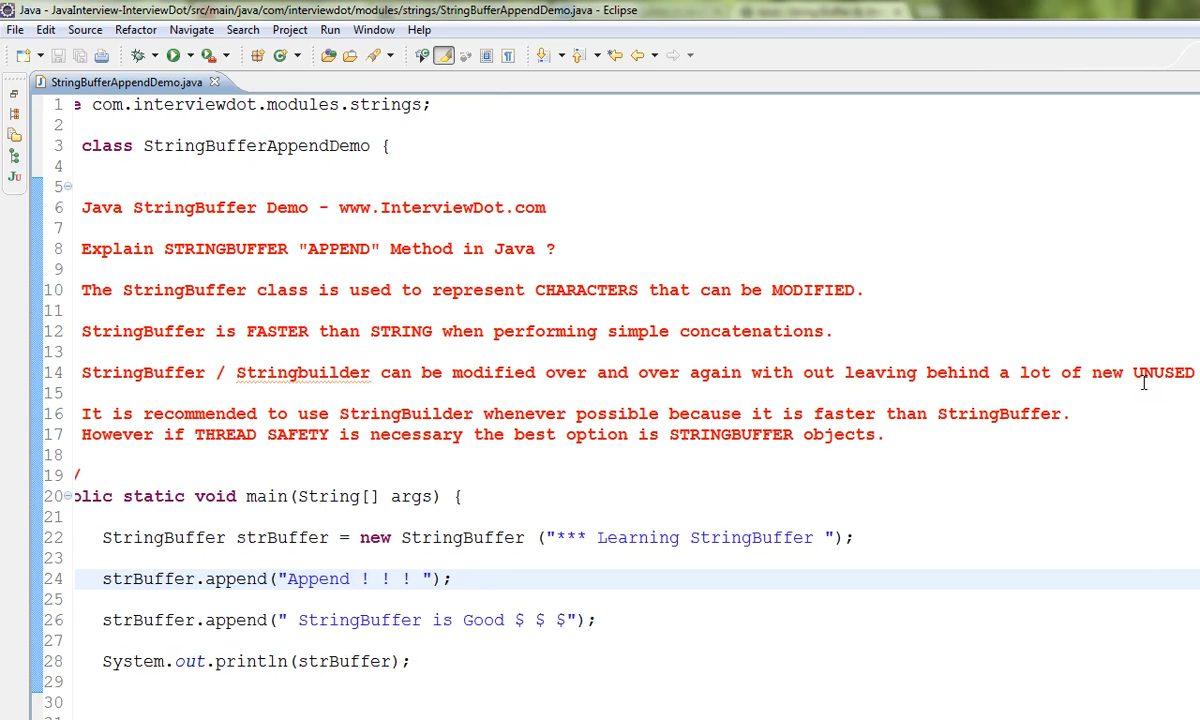 Java - JavaInterview-InterviewDot/src/main/java/com/interviewdot/modules/strings/StringBufferAppendDemo.java - Eclipse
File Edit Source Refactor Navigate Search Project Run Window Help
StringBufferAppendDemo.java
1 e com.interviewdot.modules.strings;
2
3 class StringBufferAppendDemo {
4
5
6 Java StringBuffer Demo - www.InterviewDot.com
7
8 Explain STRINGBUFFER "APPEND" Method in Java ?
9
10 The StringBuffer class is used to represent CHARACTERS that can be MODIFIED.
11
12 StringBuffer is FASTER than STRING when performing simple concatenations.
13
14 StringBuffer / Stringbuilder can be modified over and over again with out leaving behind a lot of new UNUSED
15
16 It is recommended to use StringBuilder whenever possible because it is faster than StringBuffer.
17 However if THREAD SAFETY is necessary the best option is STRINGBUFFER objects.
18
19 /
20 olic static void main(String[] args) {
21
22 StringBuffer strBuffer = new StringBuffer ("*** Learning StringBuffer ");
23
24 strBuffer.append("Append ! ! ! ");
25
26 strBuffer.append(" StringBuffer is Good $ $ $");
27
28 System.out.println(strBuffer);
29
30